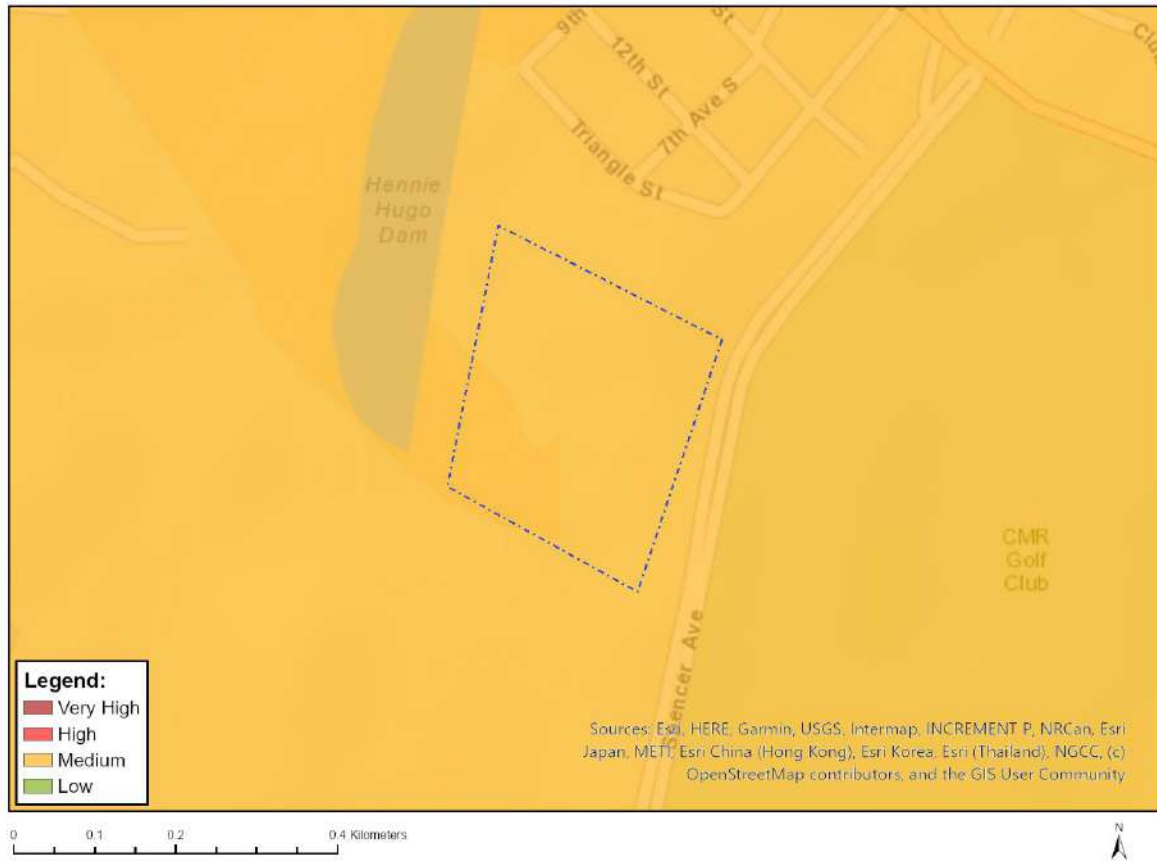 9th
12th St
St
7th Ave S
Triangle St
Hennie
Hugo
Dam
CMR
Golf
Club
Spencer Ave
Legend:
Very High
High
Medium
Low
Sources: Esri, HERE, Garmin, USGS, Intermap, INCREMENT P, NRCan, Esri
Japan, METI, Esri China (Hong Kong), Esri Korea, Esri (Thailand), NGCC, (c)
OpenStreetMap contributors, and the GIS User Community
0 0.1 0.2 0.4 Kilometers
N